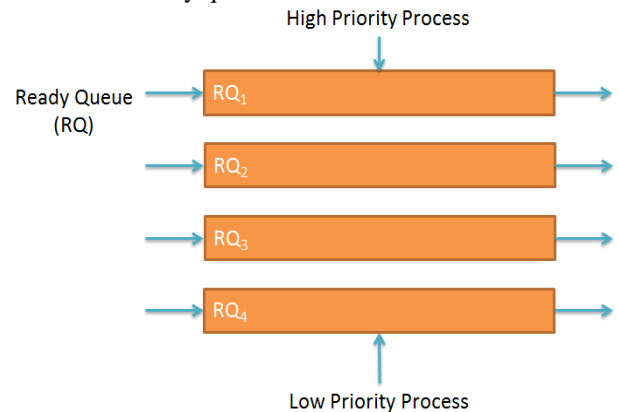 High Priority Process
Ready Queue
(RQ)
RQ₁
RQ₂
RQ₃
RQ₄
Low Priority Process